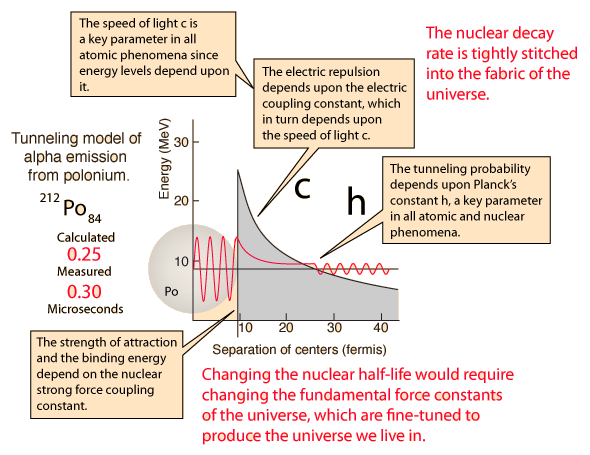 The speed of light c is
a key parameter in all
atomic phenomena since
energy levels depend upon
it.
The nuclear decay
rate is tightly stitched
into the fabric of the
universe.
The electric repulsion
depends upon the electric
coupling constant, which
in turn depends upon
the speed of light c.
Tunneling model of
alpha emission
from polonium.
212Po84
Calculated
0.25
Measured
0.30
Microseconds
Energy (MeV)
30
20
10
c
h
The tunneling probability
depends upon Planck's
constant h, a key parameter
in all atomic and nuclear
phenomena.
Po
10 20 30 40
Separation of centers (fermis)
The strength of attraction
and the binding energy
depend on the nuclear
strong force coupling
constant.
Changing the nuclear half-life would require
changing the fundamental force constants
of the universe, which are fine-tuned to
produce the universe we live in.